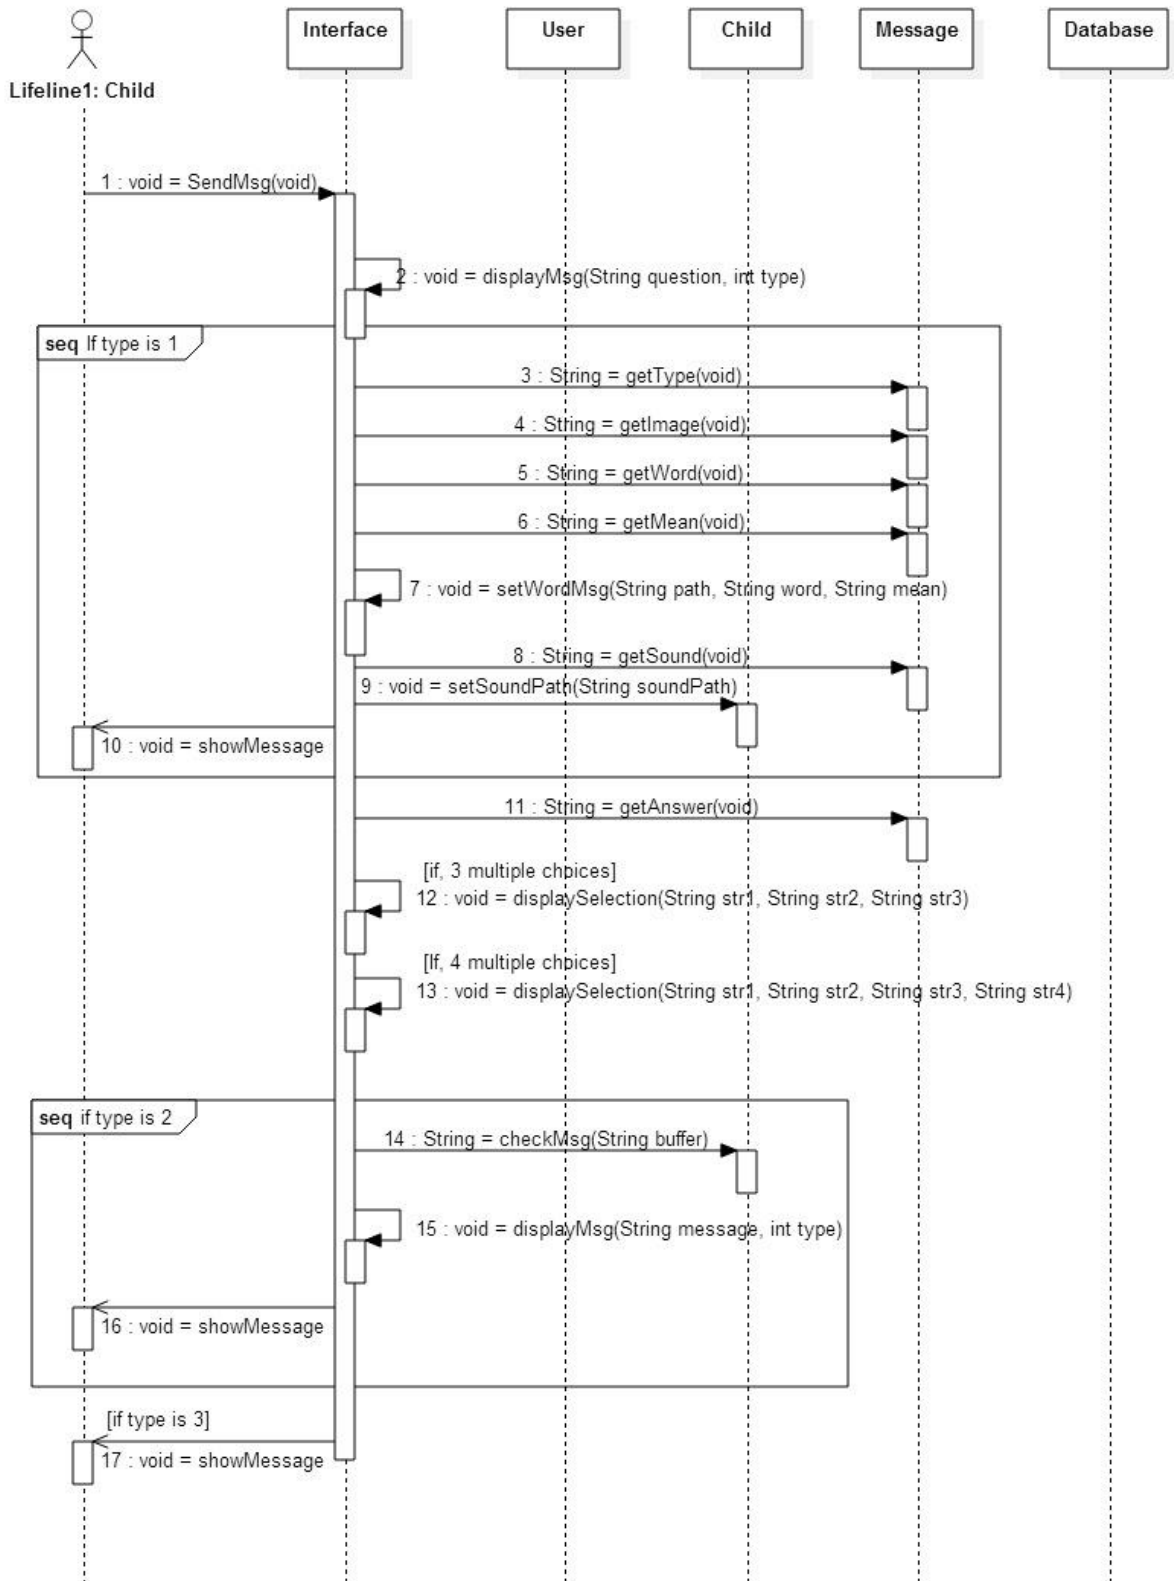 Interface
User
Child
Message
Database
Lifeline1: Child
1 : void = SendMsg(void)
2 : void = displayMsg(String question, int type)
seq If type is 1
3 : String = getType(void)
4 : String = getImage(void)
5 : String = getWord(void)
6 : String = getMean(void)
7 : void = setWordMsg(String path, String word, String mean)
8 : String = getSound(void)
9 : void = setSoundPath(String soundPath)
10 : void = showMessage
11 : String = getAnswer(void)
[if, 3 multiple choices]
12 : void = displaySelection(String str1, String str2, String str3)
[If, 4 multiple choices]
13 : void = displaySelection(String str1, String str2, String str3, String str4)
seq if type is 2
14 : String = checkMsg(String buffer)
15 : void = displayMsg(String message, int type)
16 : void = showMessage
[if type is 3]
17 : void = showMessage